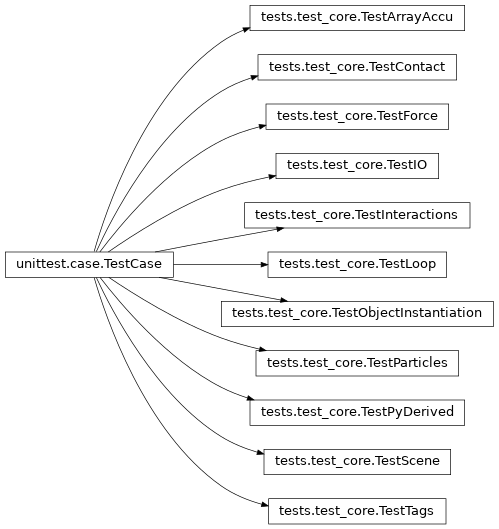 tests.test_core.TestArrayAccu
tests.test_core.TestContact
tests.test_core.TestForce
tests.test_core.TestIO
tests.test_core.TestInteractions
unittest.case.TestCase
tests.test_core.TestLoop
tests.test_core.TestObjectInstantiation
tests.test_core.TestParticles
tests.test_core.TestPyDerived
tests.test_core.TestScene
tests.test_core.TestTags